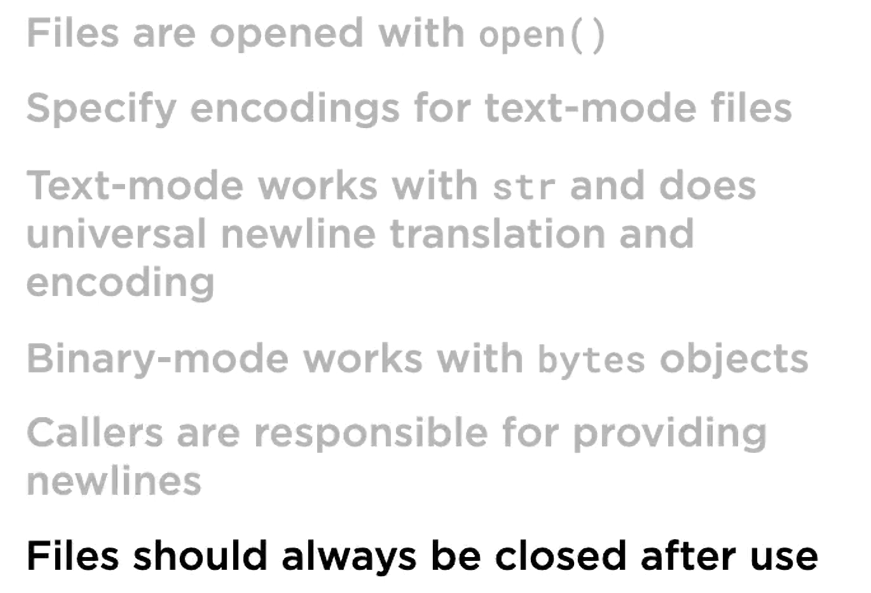 Files are opened with open()
Specify encodings for text-mode files
Text-mode works with str and does
universal newline translation and
encoding
Binary-mode works with bytes objects
Callers are responsible for providing
newlines
Files should always be closed after use